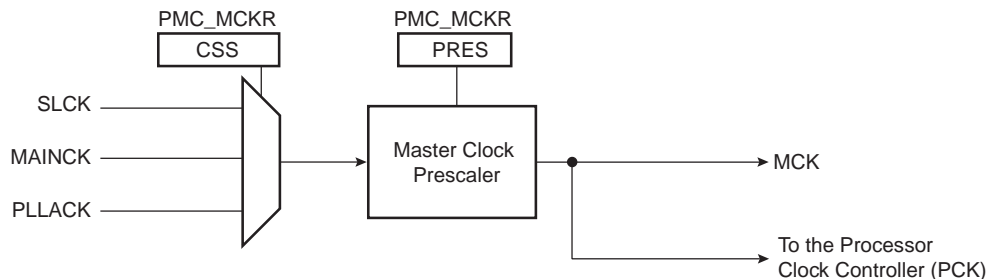 PMC_MCKR
PMC_MCKR
CSS
PRES
SLCK
MAINCK
PLLACK
Master Clock
Prescaler
MCK
To the Processor
Clock Controller (PCK)